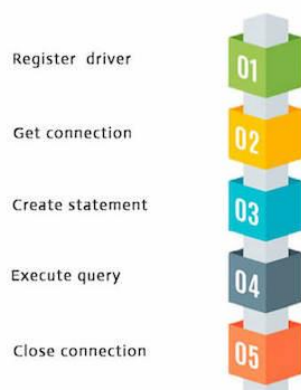 Register driver
01
Get connection
02
Create statement
03
Execute query
04
Close connection
05